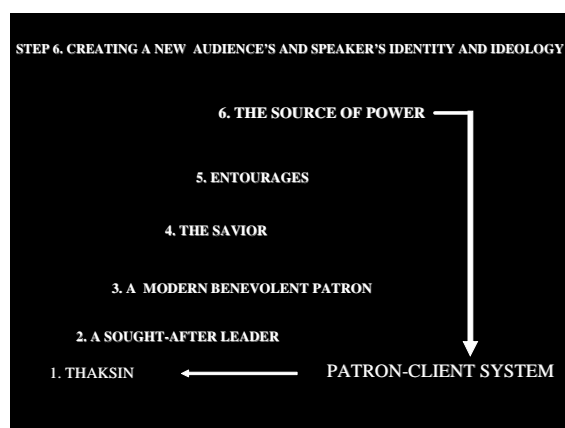 STEP 6. CREATING A NEW AUDIENCE'S AND SPEAKER'S IDENTITY AND IDEOLOGY
6. THE SOURCE OF POWER
5. ENTOURAGES
4. THE SAVIOR
3. A MODERN BENEVOLENT PATRON
2. A SOUGHT-AFTER LEADER
1. THAKSIN
PATRON-CLIENT SYSTEM